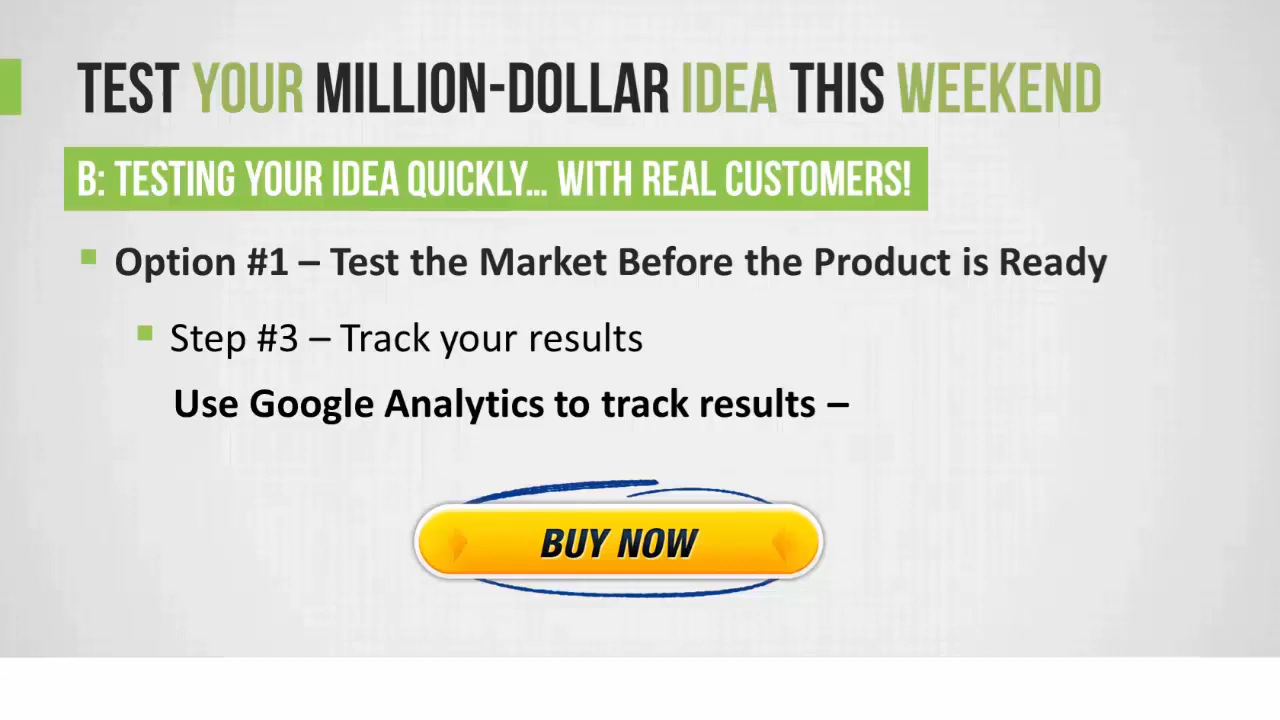 TEST YOUR MILLION-DOLLAR IDEA THIS WEEKEND
B: TESTING YOUR IDEA QUICKLY... WITH REAL CUSTOMERS!
Option #1 – Test the Market Before the Product is Ready
Step #3 – Track your results
Use Google Analytics to track results –
BUY NOW